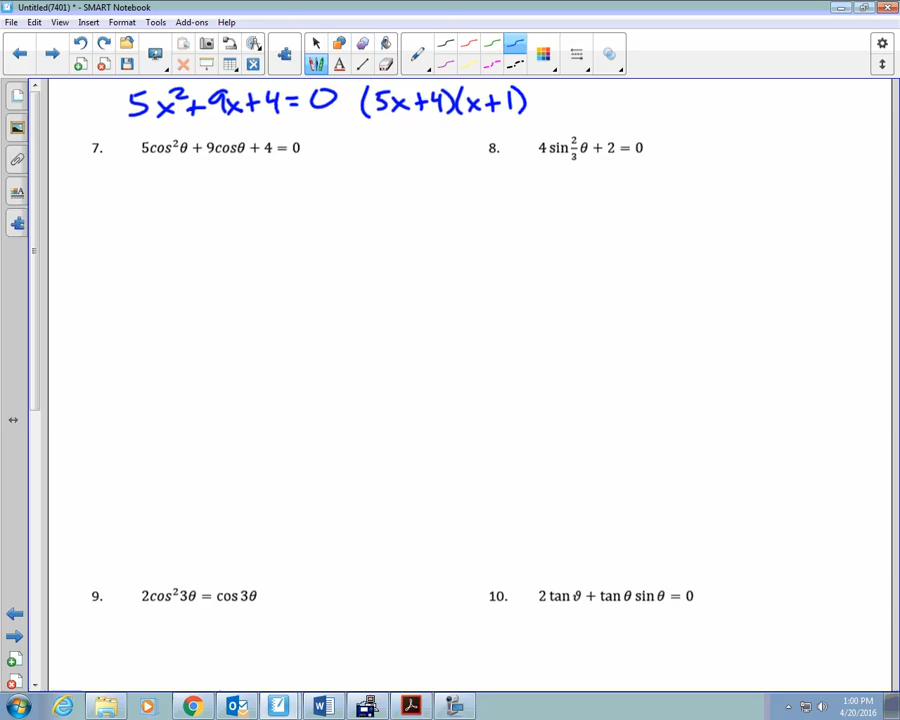 Untitled(7401) * - SMART Notebook
File Edit View Insert Format Tools Add-ons Help
5x²+9x+4=0 (5x+4)(x+1)
7. 5cos²θ + 9cosθ + 4 = 0
8. 4 sin 2/3 θ + 2 = 0
9. 2cos²3θ = cos 3θ
10. 2 tan ϑ + tan θ sin θ = 0
1:00 PM
4/20/2016